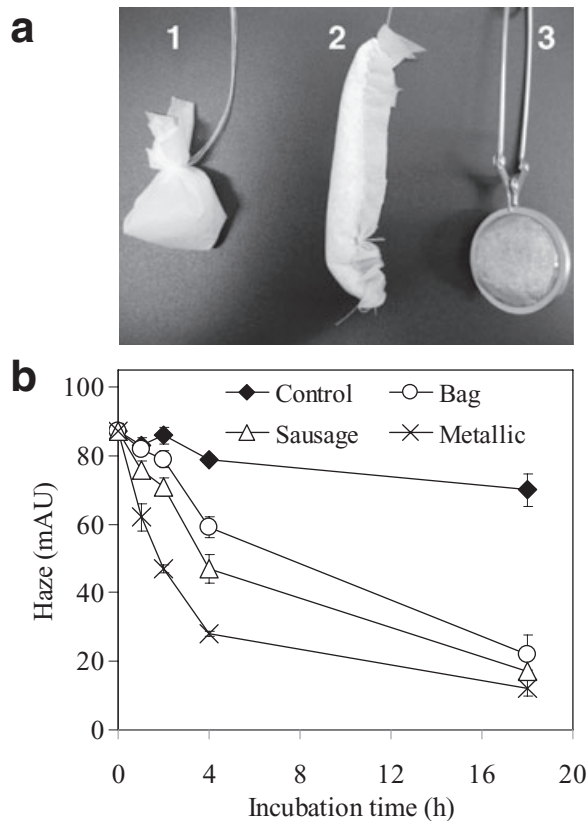 a
1 2 3
b
100
80
60
40
20
0
Haze (mAU)
Control Bag
Sausage Metallic
0 4 8 12 16 20
Incubation time (h)